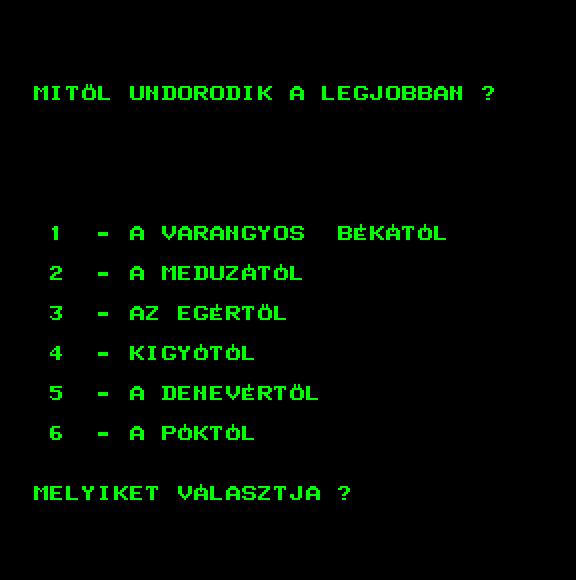 MITÖL UNDORODIK A LEGJOBBAN ?
1 - A VARANGYOS BÉKÁTÓL
2 - A MEDUZÁTÓL
3 - AZ EGÉRTÖL
4 - KIGYÓTÓL
5 - A DENEVÉRTÖL
6 - A PÓKTÓL
MELYIKET VÁLASZTJA ?